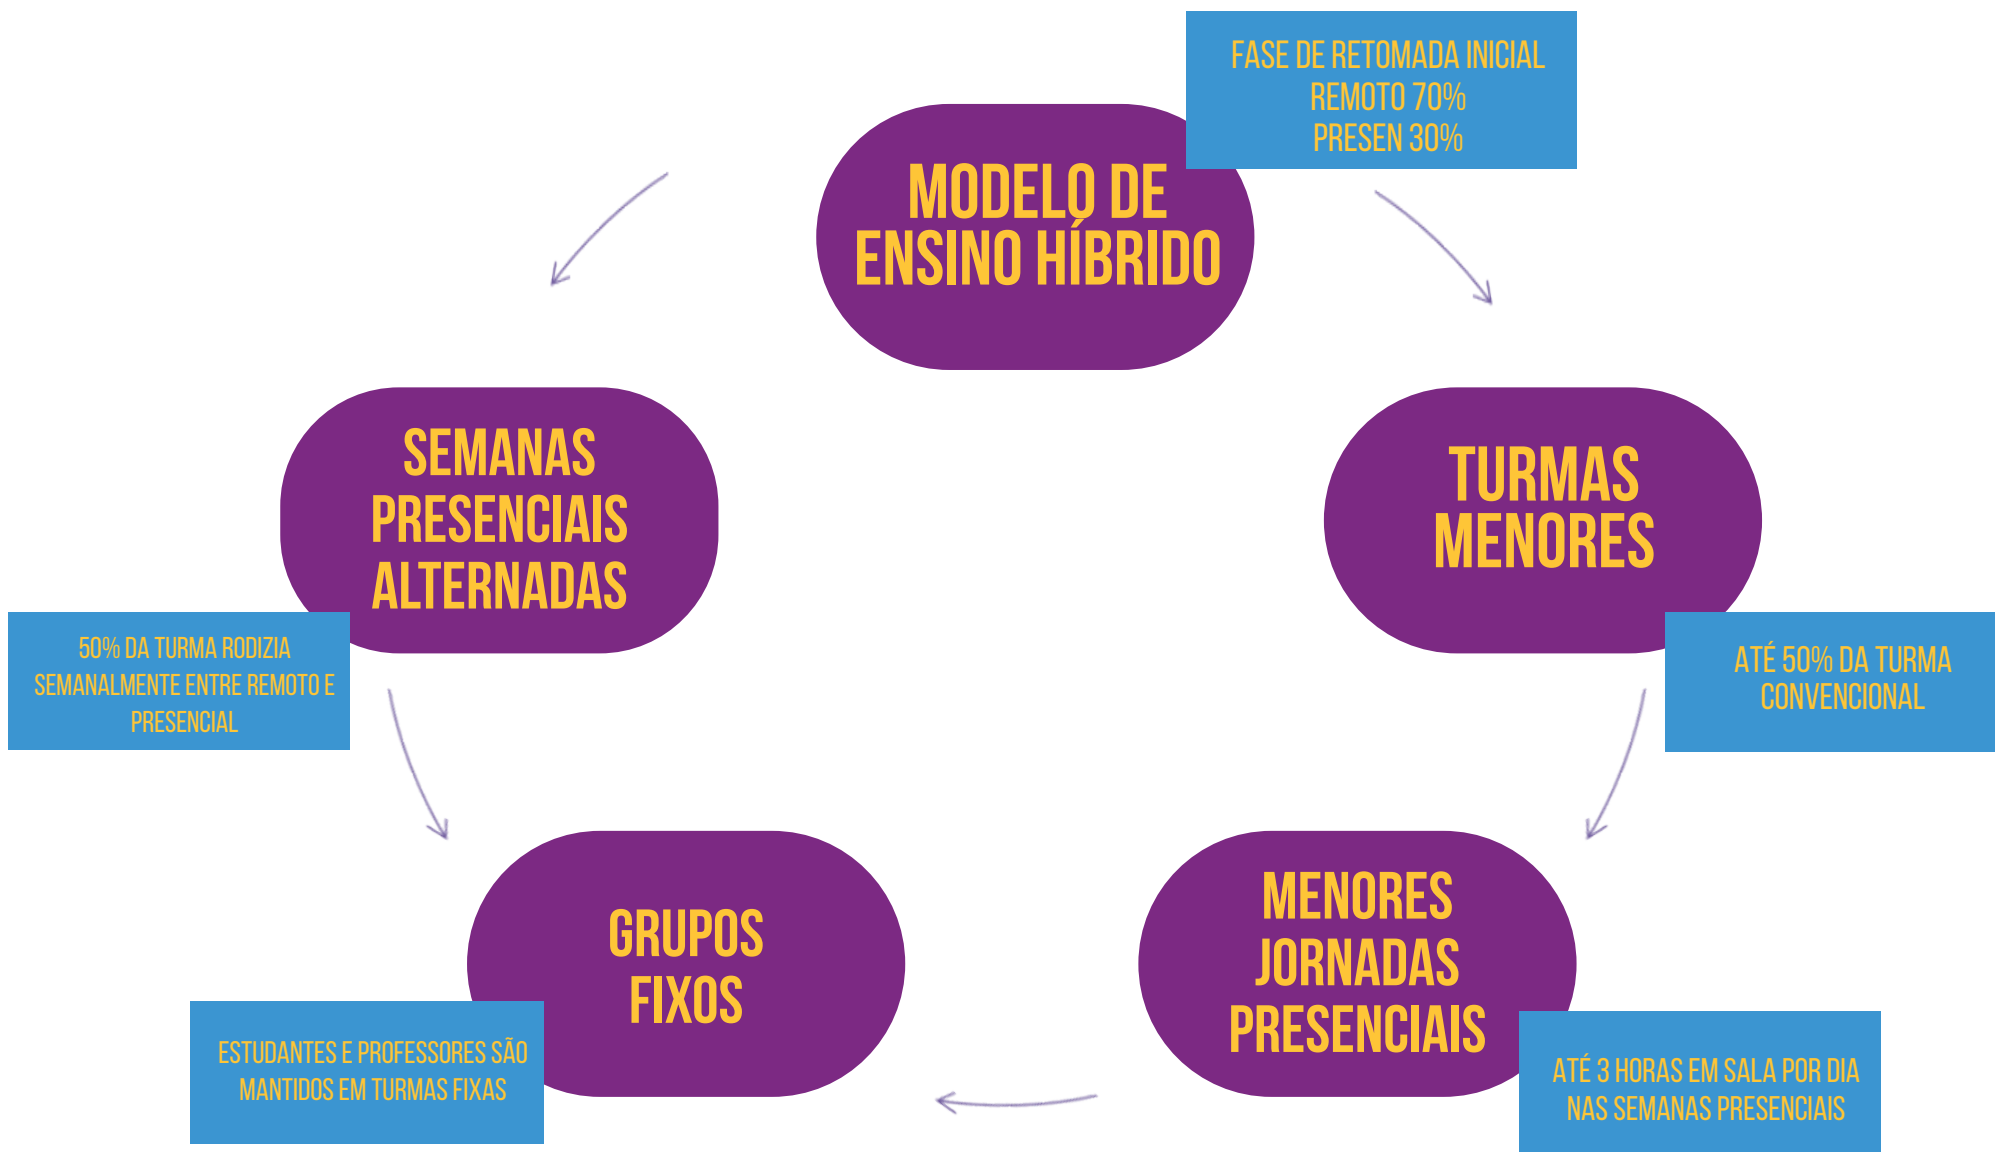 FASE DE RETOMADA INICIAL
REMOTO 70%
PRESEN 30%
MODELO DE
ENSINO HÍBRIDO
SEMANAS
PRESENCIAIS
ALTERNADAS
50% DA TURMA RODIZIA
SEMANALMENTE ENTRE REMOTO E
PRESENCIAL
TURMAS
MENORES
ATÉ 50% DA TURMA
CONVENCIONAL
GRUPOS
FIXOS
ESTUDANTES E PROFESSORES SÃO
MANTIDOS EM TURMAS FIXAS
MENORES
JORNADAS
PRESENCIAIS
ATÉ 3 HORAS EM SALA POR DIA
NAS SEMANAS PRESENCIAIS